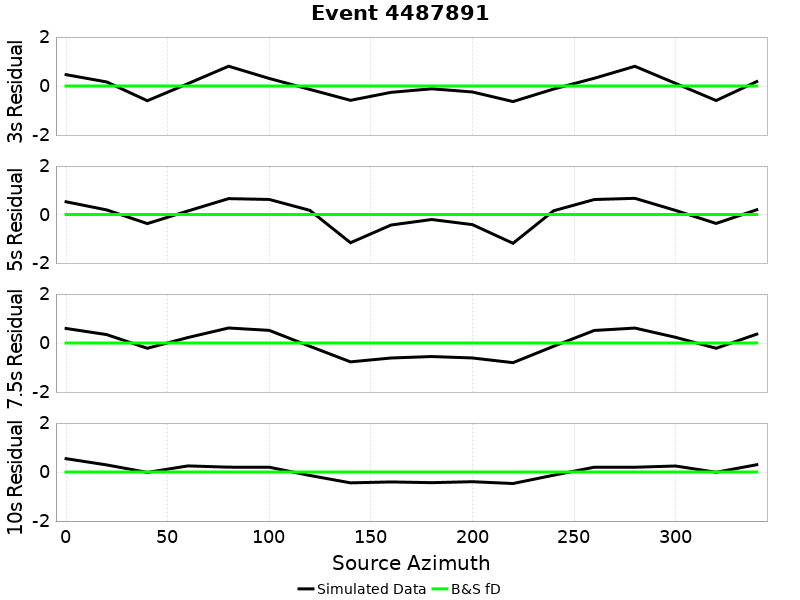 Event 4487891
3s Residual
2
0
-2
5s Residual
2
0
-2
7.5s Residual
2
0
-2
10s Residual
2
0
-2
0 50 100 150 200 250 300
Source Azimuth
Simulated Data B&S fD